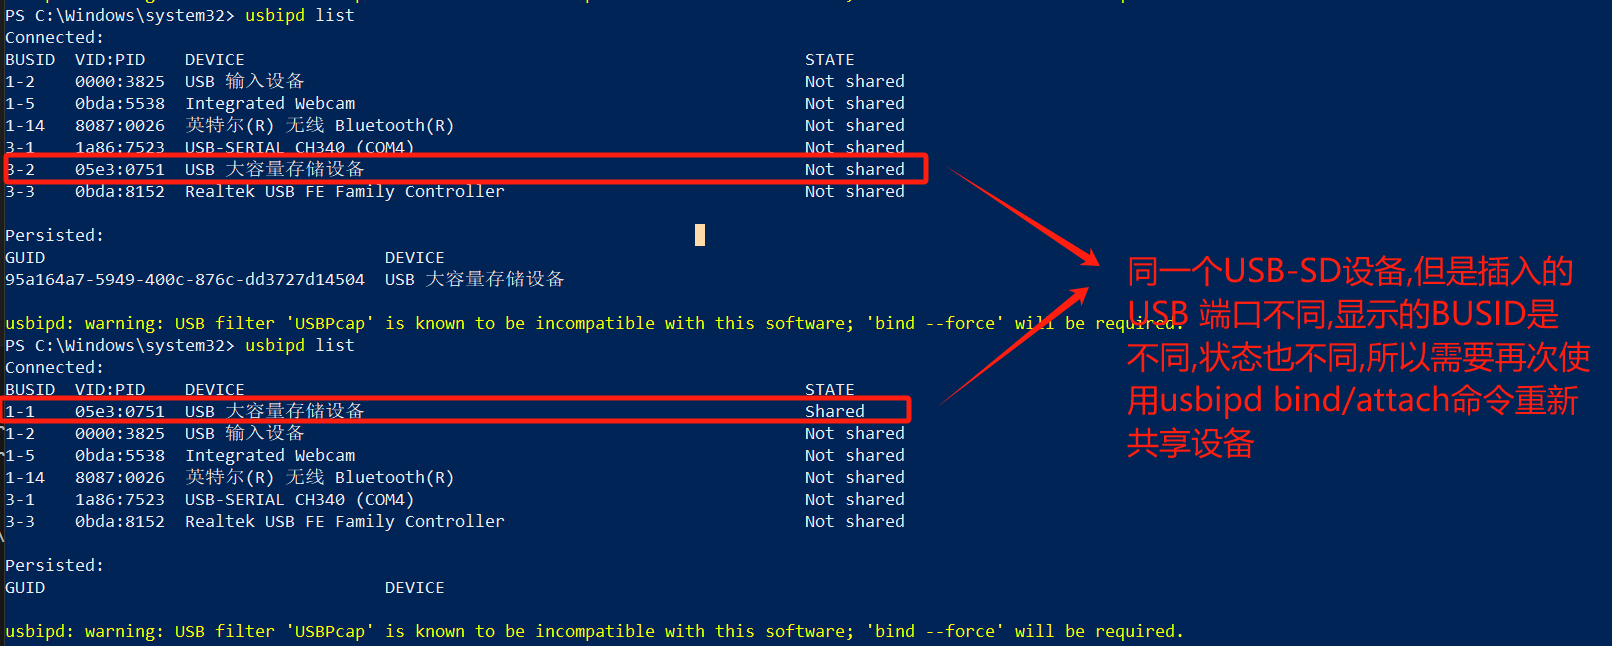 PS C:\Windows\system32> usbipd list
Connected:
BUSID  VID:PID    DEVICE                                                        STATE
1-2    0000:3825  USB 输入设备                                                  Not shared
1-5    0bda:5538  Integrated Webcam                                             Not shared
1-14   8087:0026  英特尔(R) 无线 Bluetooth(R)                                   Not shared
3-1    1a86:7523  USB-SERIAL CH340 (COM4)                                       Not shared
3-2    05e3:0751  USB 大容量存储设备                                            Not shared
3-3    0bda:8152  Realtek USB FE Family Controller                              Not shared
Persisted:
GUID                                  DEVICE
95a164a7-5949-400c-876c-dd3727d14504  USB 大容量存储设备
usbipd: warning: USB filter 'USBPcap' is known to be incompatible with this software; 'bind --force' will be required.
PS C:\Windows\system32> usbipd list
Connected:
BUSID  VID:PID    DEVICE                                                        STATE
1-1    05e3:0751  USB 大容量存储设备                                            Shared
1-2    0000:3825  USB 输入设备                                                  Not shared
1-5    0bda:5538  Integrated Webcam                                             Not shared
1-14   8087:0026  英特尔(R) 无线 Bluetooth(R)                                   Not shared
3-1    1a86:7523  USB-SERIAL CH340 (COM4)                                       Not shared
3-3    0bda:8152  Realtek USB FE Family Controller                              Not shared
Persisted:
GUID                                  DEVICE
usbipd: warning: USB filter 'USBPcap' is known to be incompatible with this software; 'bind --force' will be required.
同一个USB-SD设备,但是插入的
USB 端口不同,显示的BUSID是
不同,状态也不同,所以需要再次使
用usbipd bind/attach命令重新
共享设备